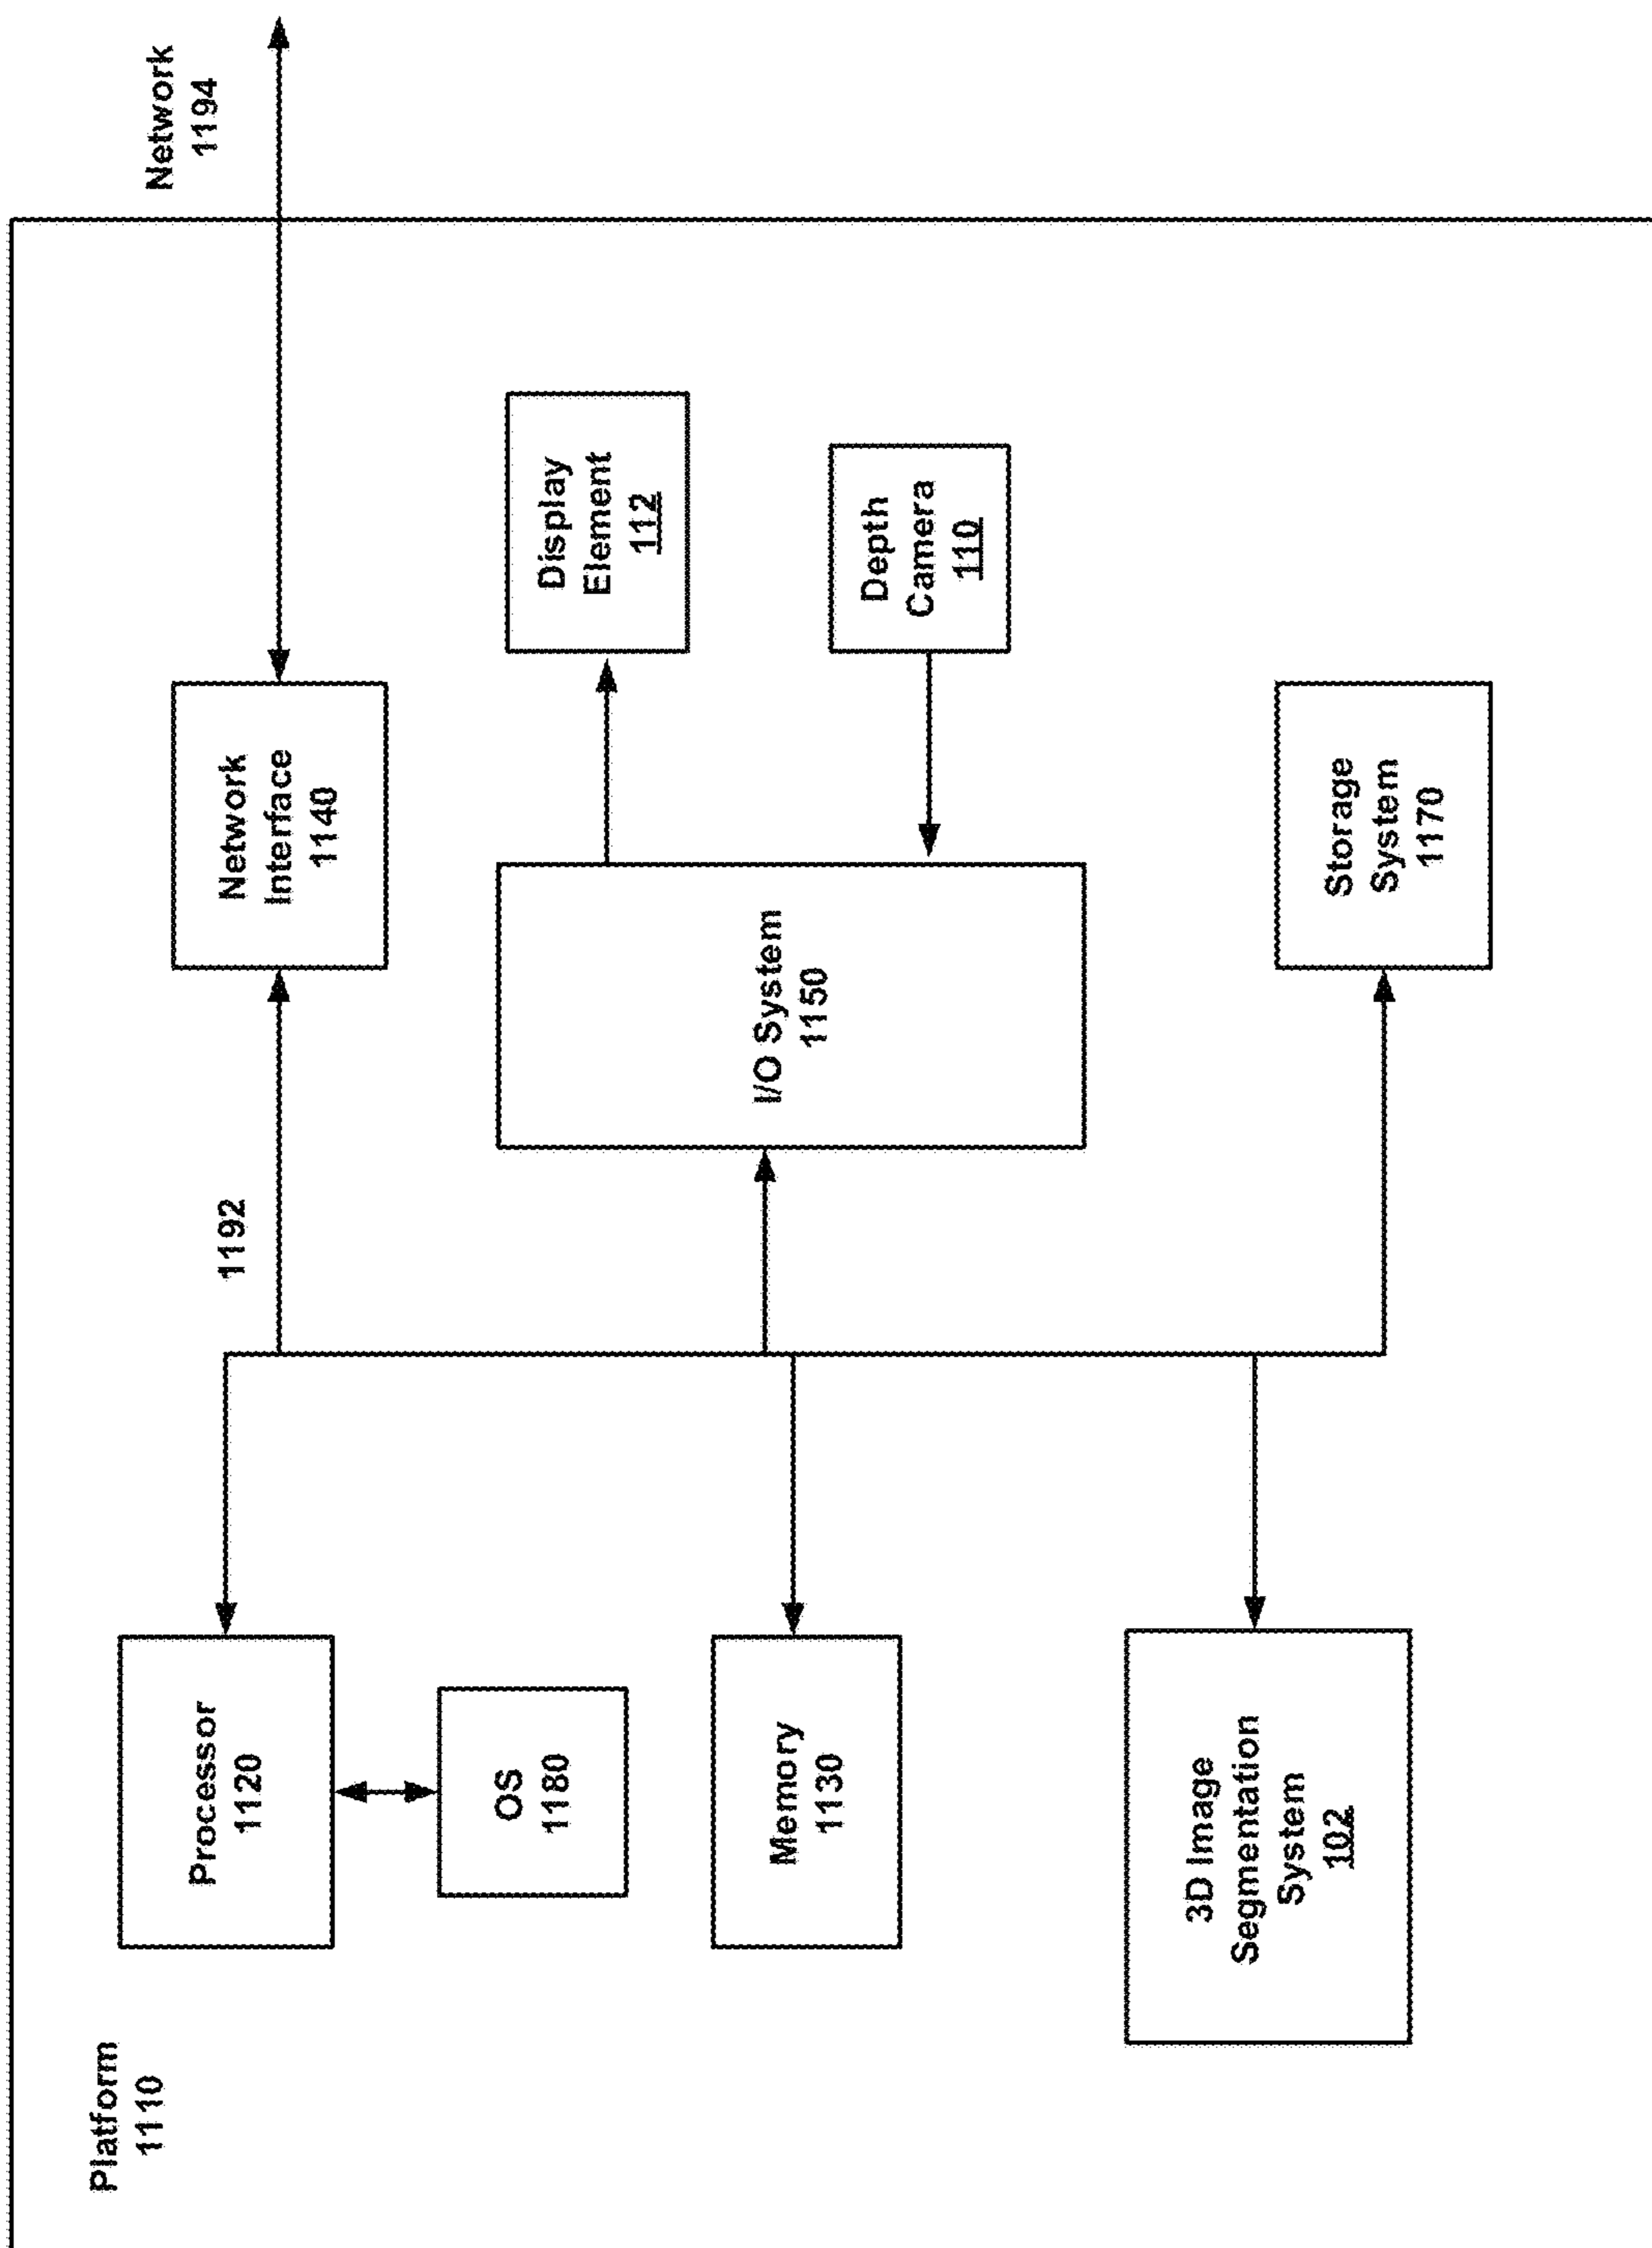 Platform
1110
Processor
1120
OS
1180
Memory
1130
3D Image
Segmentation
System
102
1192
Network
Interface
1140
I/O System
1150
Storage
System
1170
Display
Element
112
Depth
Camera
110
Network
1194